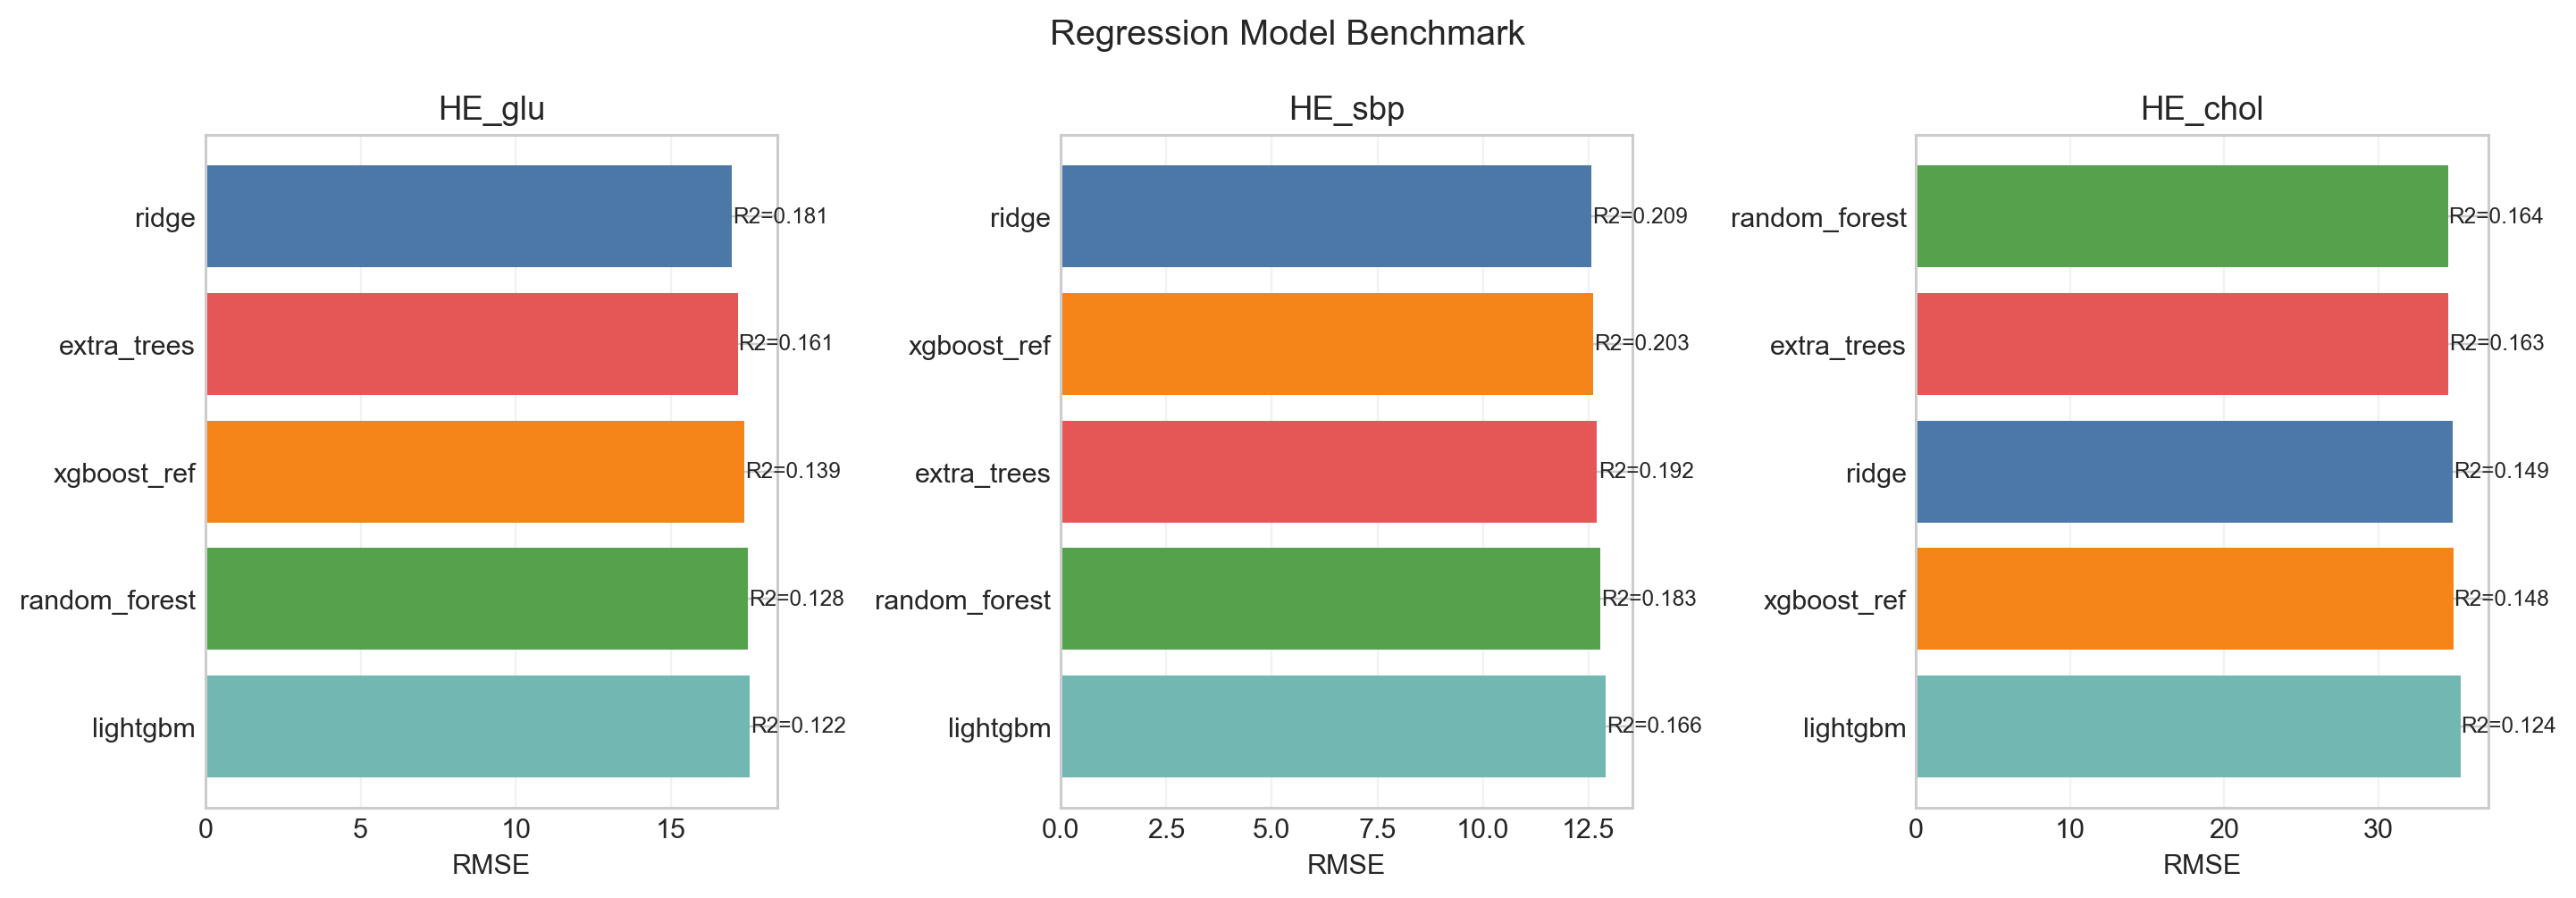 Regression Model Benchmark
HE_glu
ridge
R2=0.181
extra_trees
R2=0.161
xgboost_ref
R2=0.139
random_forest
R2=0.128
lightgbm
R2=0.122
0 5 10 15
RMSE
HE_sbp
ridge
R2=0.209
xgboost_ref
R2=0.203
extra_trees
R2=0.192
random_forest
R2=0.183
lightgbm
R2=0.166
0.0 2.5 5.0 7.5 10.0 12.5
RMSE
HE_chol
random_forest
R2=0.164
extra_trees
R2=0.163
ridge
R2=0.149
xgboost_ref
R2=0.148
lightgbm
R2=0.124
0 10 20 30
RMSE